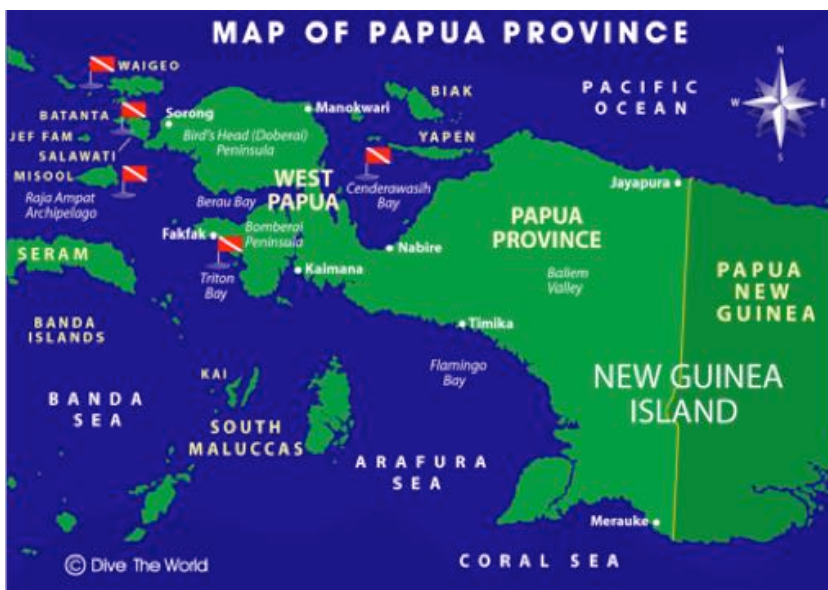 MAP OF PAPUA PROVINCE
N
W
E
S
WAIGEO
BATANTA
Sorong
JEF FAM
SALAWATI
MISOOL
Raja Ampat
Archipelago
Bird's Head (Doberai)
Peninsula
Manokwari
BIAK
YAPEN
PACIFIC
OCEAN
WEST
PAPUA
Cenderawasih
Bay
Berau Bay
Bomberai
Peninsula
Fakfak
Triton
Bay
Kaimana
Nabire
Jayapura
PAPUA
PROVINCE
Baliem
Valley
PAPUA
NEW
GUINEA
SERAM
BANDA
ISLANDS
Timika
Flamingo
Bay
NEW GUINEA
ISLAND
KAI
BANDA
SEA
SOUTH
MALUCCAS
ARAFURA
SEA
Merauke
CORAL SEA
© Dive The World